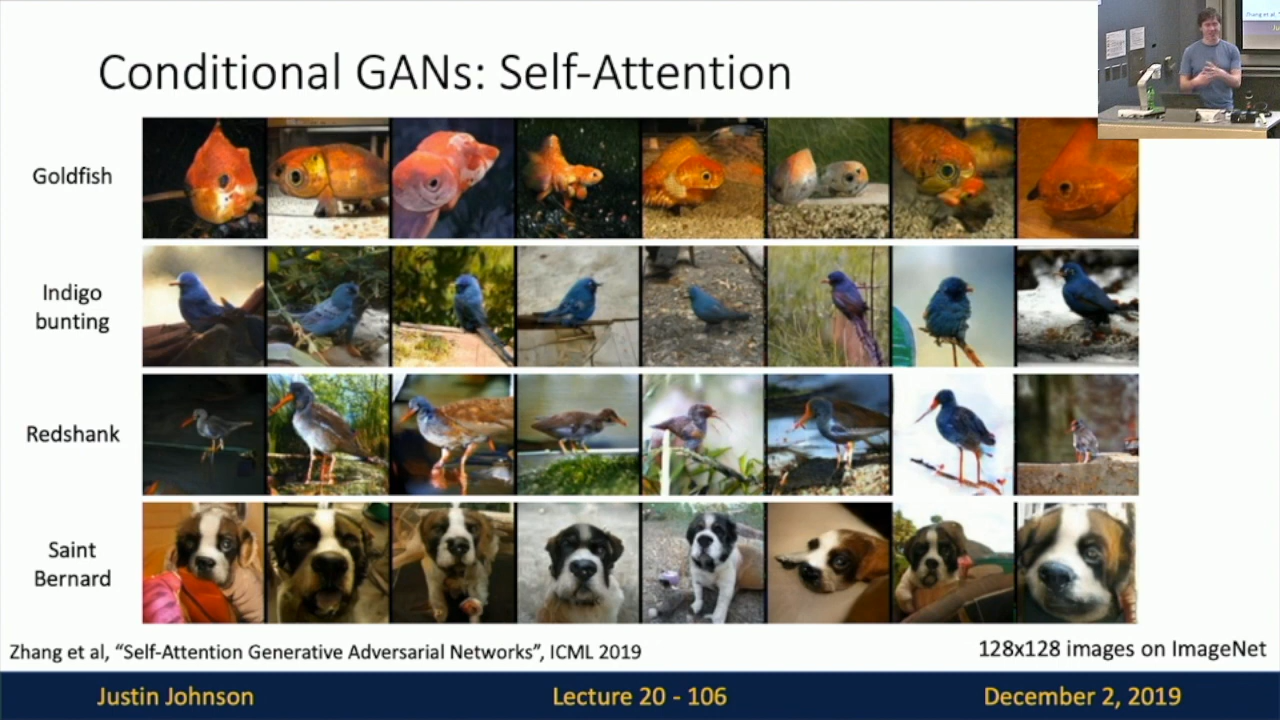 Conditional GANs: Self-Attention
Goldfish
Indigo
bunting
Redshank
Saint
Bernard
Zhang et al, “Self-Attention Generative Adversarial Networks”, ICML 2019
128x128 images on ImageNet
Justin Johnson
Lecture 20 - 106
December 2, 2019